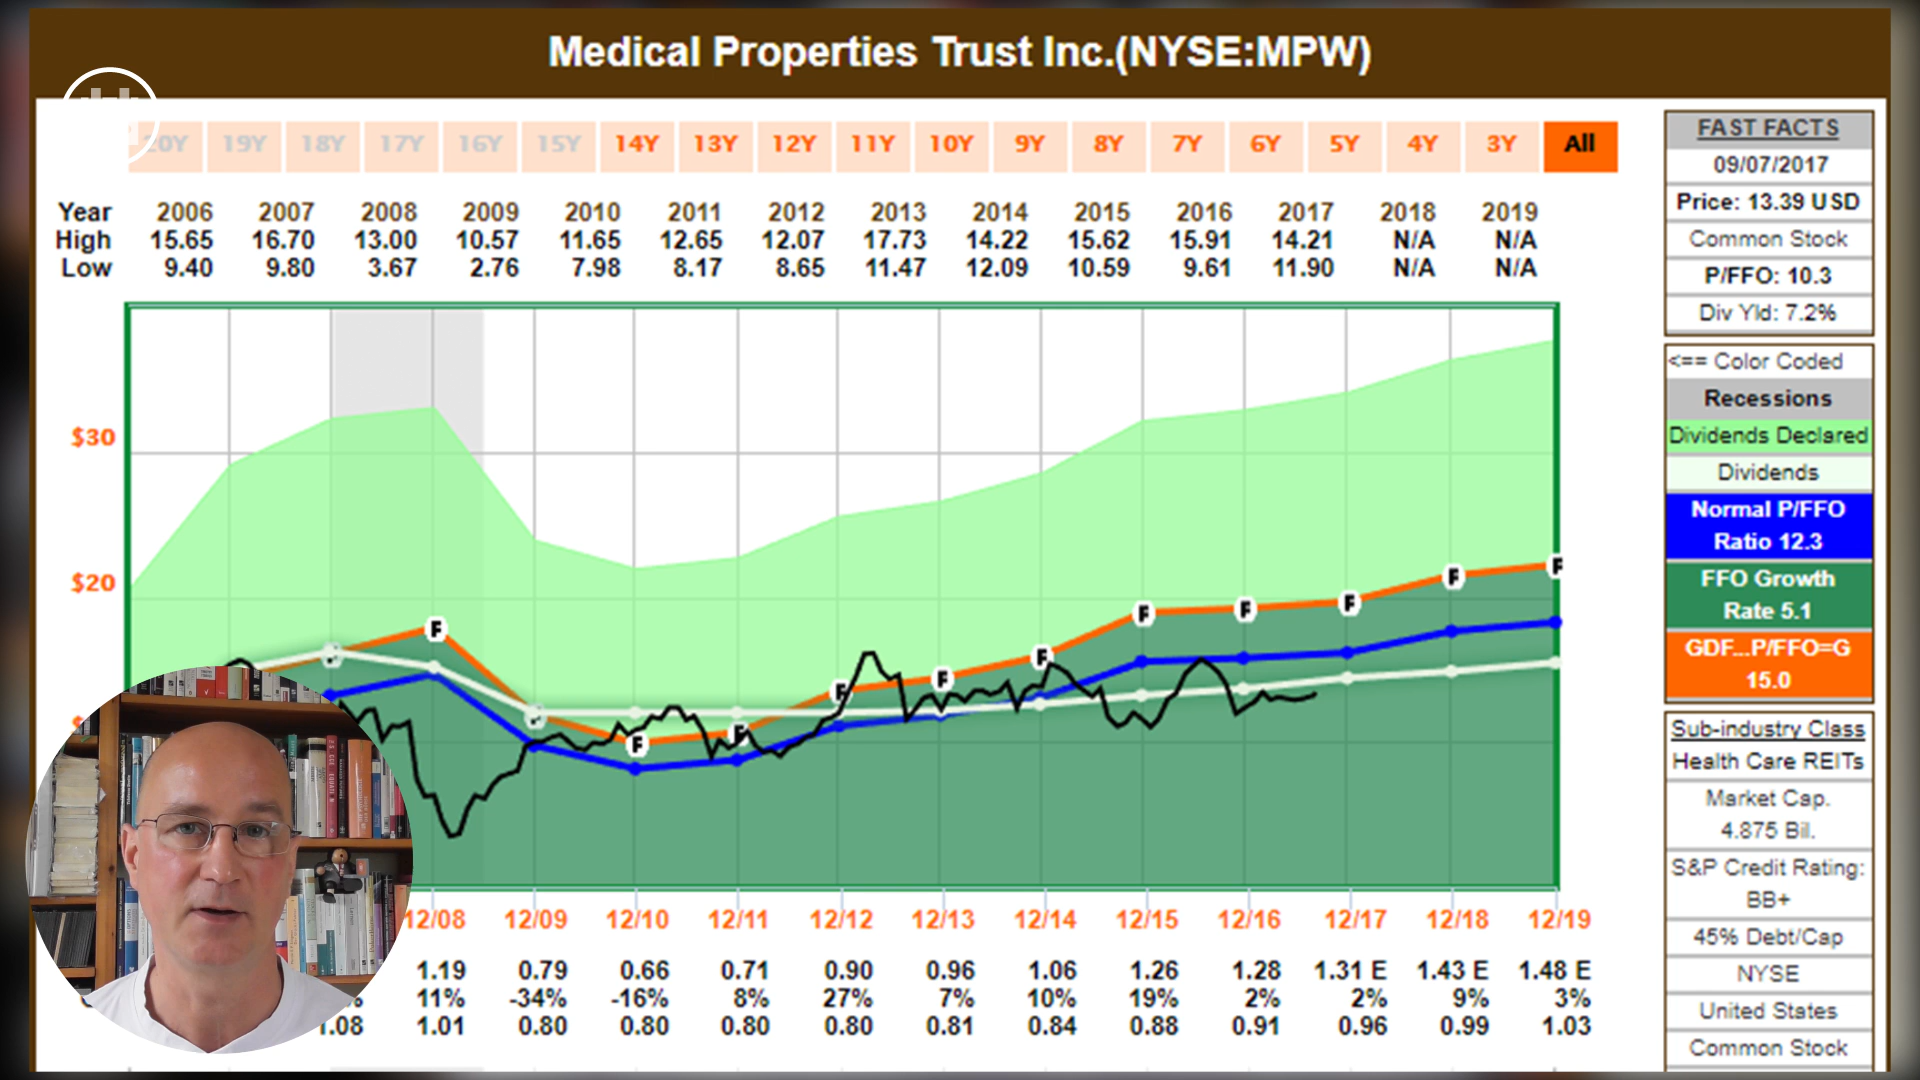 Medical Properties Trust Inc.(NYSE:MPW)
20Y 19Y 18Y 17Y 16Y 15Y 14Y 13Y 12Y 11Y 10Y 9Y 8Y 7Y 6Y 5Y 4Y 3Y All
Year 2006 2007 2008 2009 2010 2011 2012 2013 2014 2015 2016 2017 2018 2019
High 15.65 16.70 13.00 10.57 11.65 12.65 12.07 17.73 14.22 15.62 15.91 14.21 N/A N/A
Low 9.40 9.80 3.67 2.76 7.98 8.17 8.65 11.47 12.09 10.59 9.61 11.90 N/A N/A
$30
$20
F F F F F F F F F F F F
12/08 12/09 12/10 12/11 12/12 12/13 12/14 12/15 12/16 12/17 12/18 12/19
1.19 0.79 0.66 0.71 0.90 0.96 1.06 1.26 1.28 1.31 E 1.43 E 1.48 E
% 11% -34% -16% 8% 27% 7% 10% 19% 2% 2% 9% 3%
1.08 1.01 0.80 0.80 0.80 0.80 0.81 0.84 0.88 0.91 0.96 0.99 1.03
FAST FACTS
09/07/2017
Price: 13.39 USD
Common Stock
P/FFO: 10.3
Div Yld: 7.2%
<== Color Coded
Recessions
Dividends Declared
Dividends
Normal P/FFO
Ratio 12.3
FFO Growth
Rate 5.1
GDF...P/FFO=G
15.0
Sub-industry Class
Health Care REITs
Market Cap.
4.875 Bil.
S&P Credit Rating:
BB+
45% Debt/Cap
NYSE
United States
Common Stock